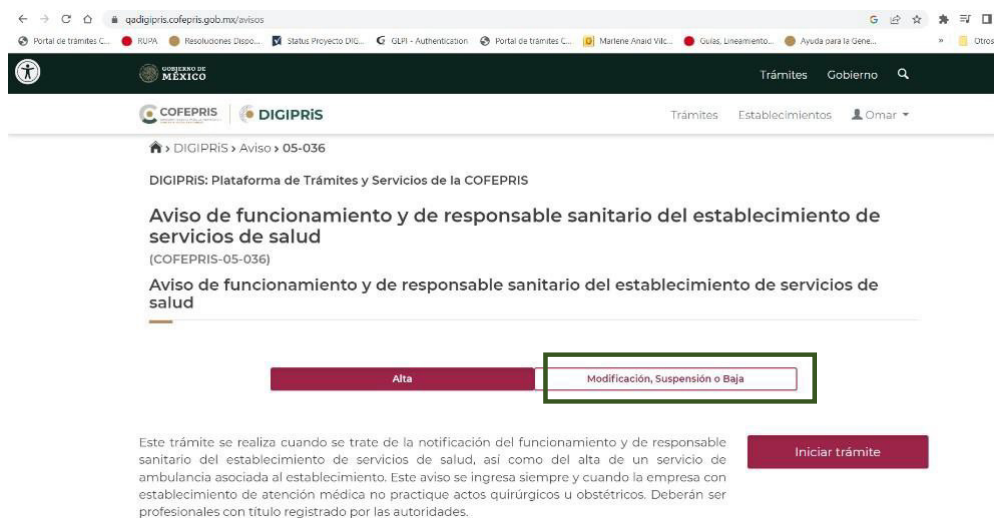 qadigipris.cofepris.gob.mx/avisos
Portal de trámites C... RUPA Resoluciones Dispo... Status Proyecto DIG... GLPI - Authentication Portal de trámites C... Marlene Anaid Vilc... Guías, Lineamiento... Ayuda para la Gene... » Otros
GOBIERNO DE
MÉXICO
Trámites Gobierno
COFEPRIS DIGIPRiS Trámites Establecimientos Omar
> DIGIPRiS > Aviso > 05-036
DIGIPRiS: Plataforma de Trámites y Servicios de la COFEPRIS
Aviso de funcionamiento y de responsable sanitario del establecimiento de
servicios de salud
(COFEPRIS-05-036)
Aviso de funcionamiento y de responsable sanitario del establecimiento de servicios de
salud
Alta Modificación, Suspensión o Baja
Este trámite se realiza cuando se trate de la notificación del funcionamiento y de responsable
sanitario del establecimiento de servicios de salud, así como del alta de un servicio de
ambulancia asociada al establecimiento. Este aviso se ingresa siempre y cuando la empresa con
establecimiento de atención médica no practique actos quirúrgicos u obstétricos. Deberán ser
profesionales con título registrado por las autoridades.
Iniciar trámite